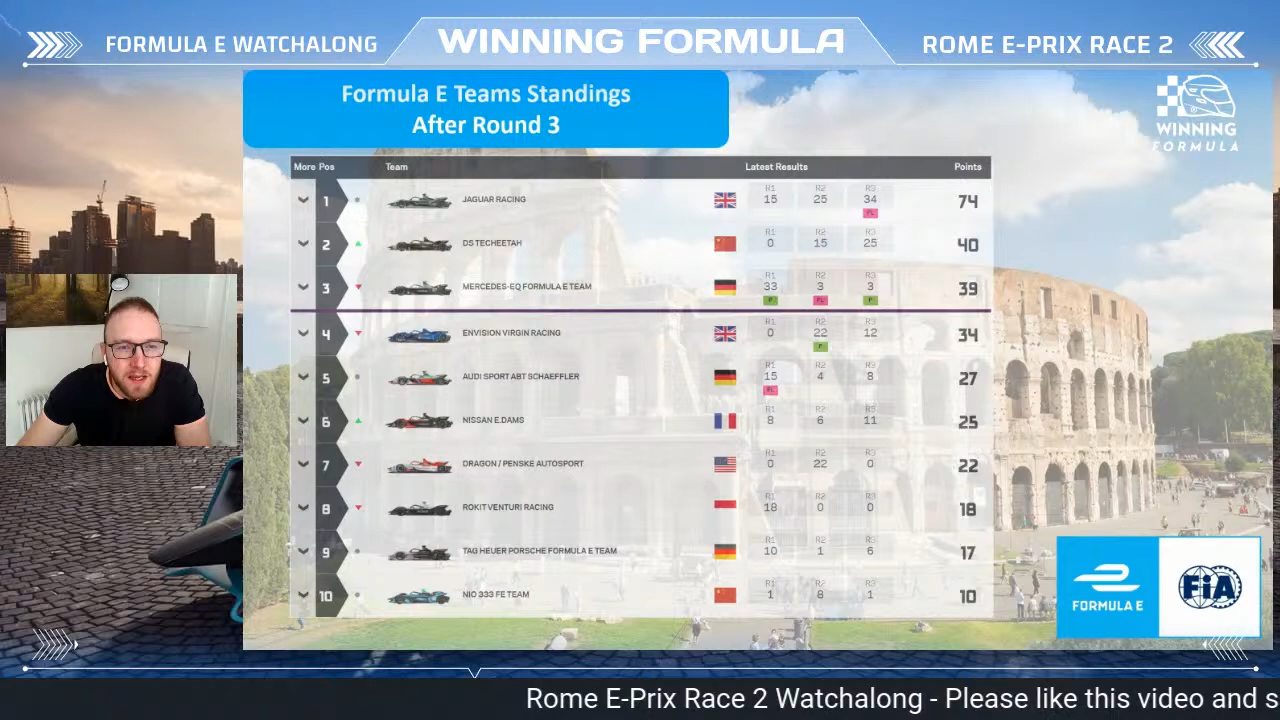 FORMULA E WATCHALONG
WINNING FORMULA
ROME E-PRIX RACE 2
Formula E Teams Standings
After Round 3
WINNING
FORMULA
More Pos Team Latest Results Points
1 JAGUAR RACING R1 15 R2 25 R3 34 FL 74
2 DS TECHEETAH R1 0 R2 15 R3 25 40
3 MERCEDES-EQ FORMULA E TEAM R1 33 P R2 3 FL R3 3 P 39
4 ENVISION VIRGIN RACING R1 0 R2 22 P R3 12 34
5 AUDI SPORT ABT SCHAEFFLER R1 15 FL R2 4 R3 8 27
6 NISSAN E.DAMS R1 8 R2 6 R3 11 25
7 DRAGON / PENSKE AUTOSPORT R1 0 R2 22 R3 0 22
8 ROKIT VENTURI RACING R1 18 R2 0 R3 0 18
9 TAG HEUER PORSCHE FORMULA E TEAM R1 10 R2 1 R3 6 17
10 NIO 333 FE TEAM R1 1 R2 8 R3 1 10
FORMULA E
FIA
Rome E-Prix Race 2 Watchalong - Please like this video and s